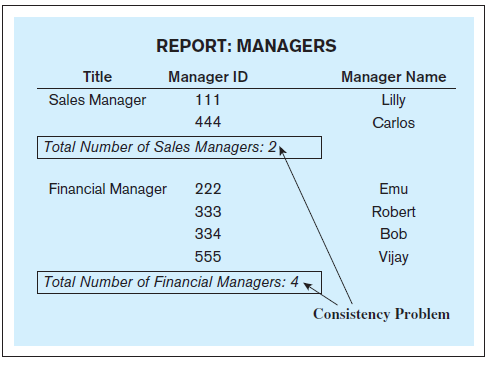 REPORT: MANAGERS
Title Manager ID Manager Name
Sales Manager 111 Lilly
444 Carlos
Total Number of Sales Managers: 2
Financial Manager 222 Emu
333 Robert
334 Bob
555 Vijay
Total Number of Financial Managers: 4
Consistency Problem